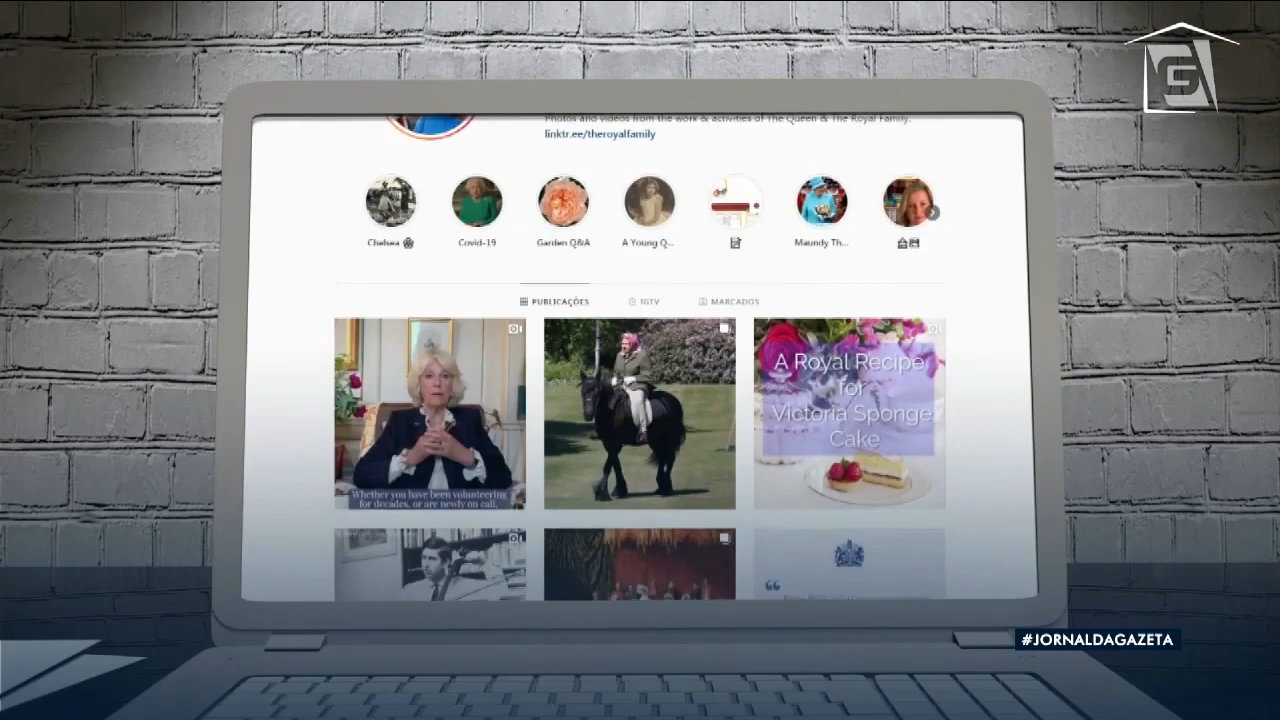 G
Photos and videos from the work & activities of The Queen & The Royal Family.
linktr.ee/theroyalfamily
Chelsea
Covid-19
Garden Q&A
A Young Q...
Maundy Th...
PUBLICAÇÕES
IGTV
MARCADOS
Whether you have been volunteering
for decades, or are newly on call,
A Royal Recipe
for
Victoria Sponge
Cake
“
#JORNALDAGAZETA